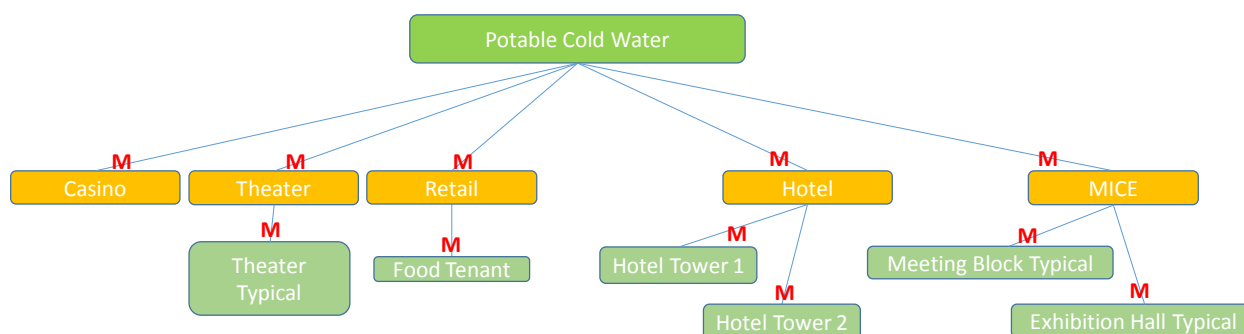 Potable Cold Water
M
M
M
M
M
Casino
Theater
Retail
Hotel
MICE
M
M
M
M
Theater
Typical
Food Tenant
Hotel Tower 1
Meeting Block Typical
M
M
Hotel Tower 2
Exhibition Hall Typical